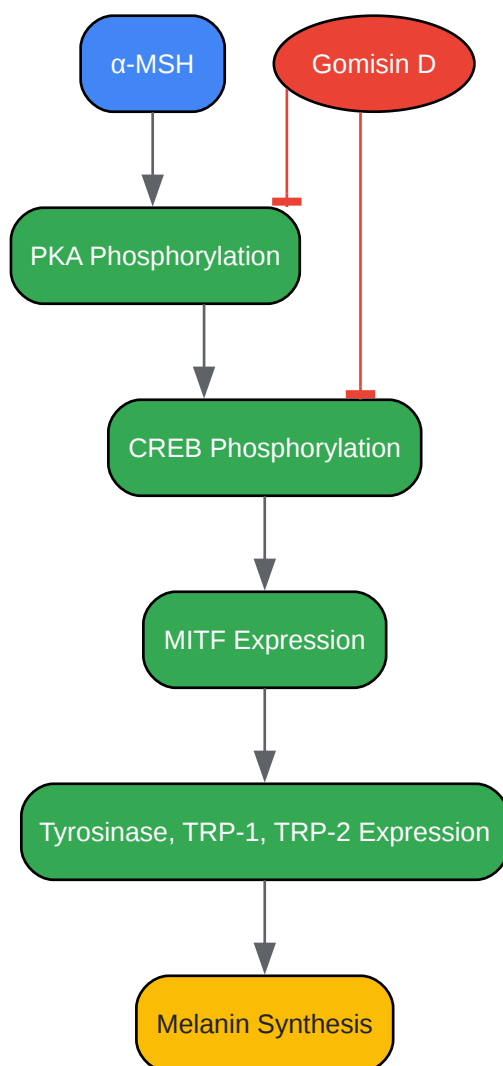 α-MSH
Gomisin D
PKA Phosphorylation
CREB Phosphorylation
MITF Expression
Tyrosinase, TRP-1, TRP-2 Expression
Melanin Synthesis